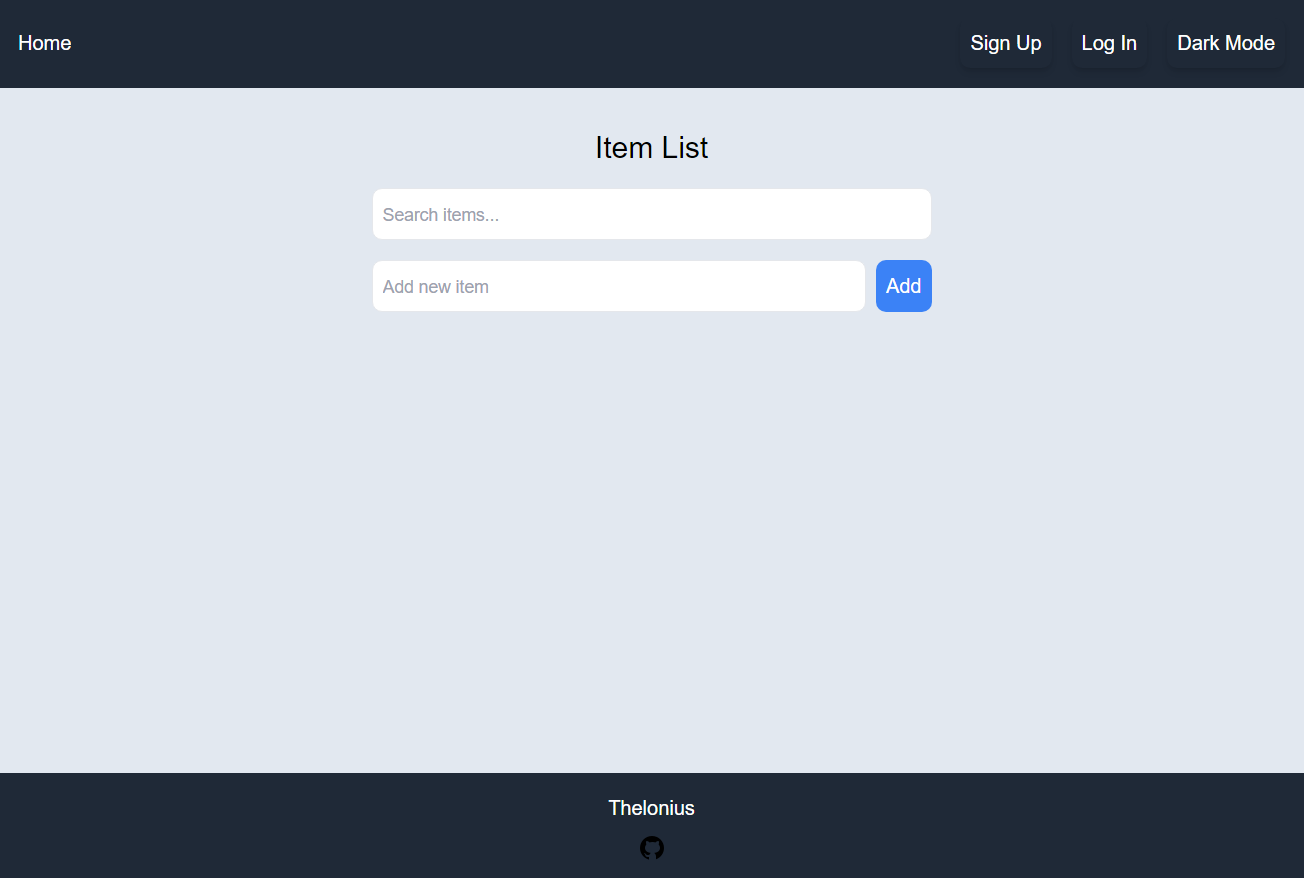 Home
Sign Up
Log In
Dark Mode
Item List
Search items...
Add new item
Add
Thelonius